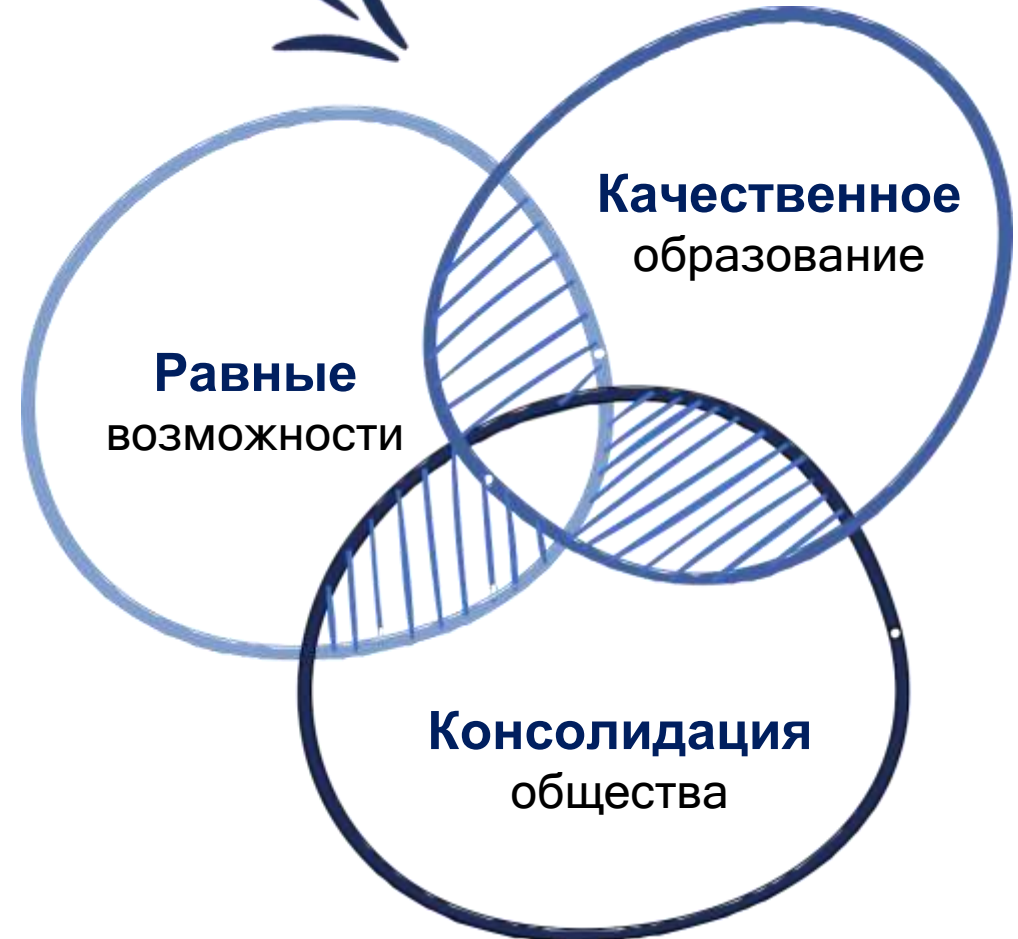 Качественное
образование
Равные
возможности
Консолидация
общества